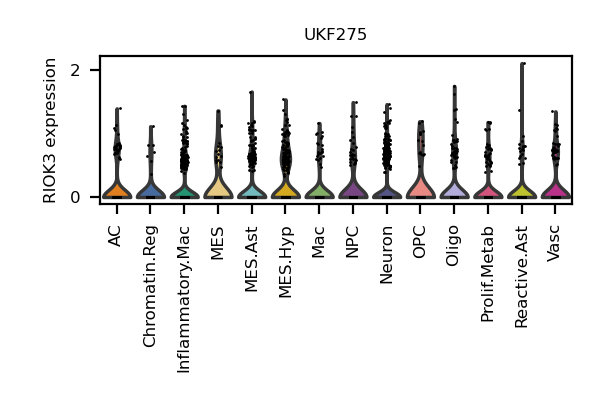 UKF275
RIOK3 expression
2
0
AC
Chromatin.Reg
Inflammatory.Mac
MES
MES.Ast
MES.Hyp
Mac
NPC
Neuron
OPC
Oligo
Prolif.Metab
Reactive.Ast
Vasc